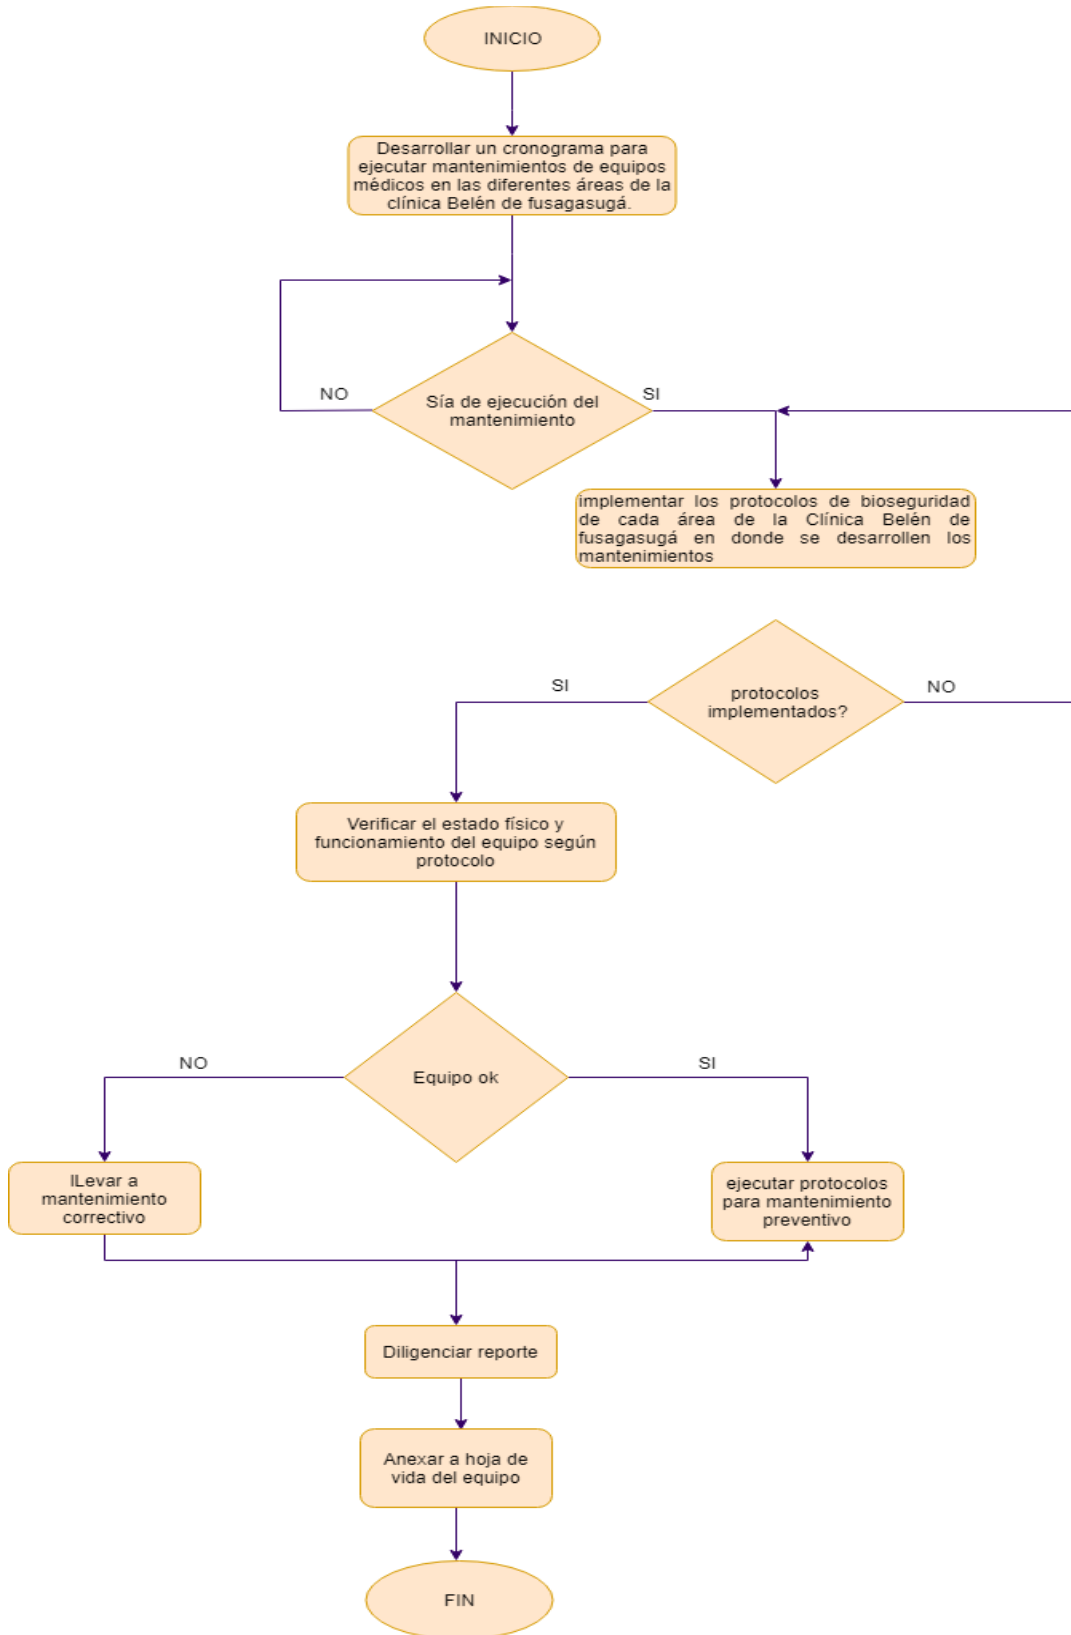 INICIO
Desarrollar un cronograma para
ejecutar mantenimientos de equipos
médicos en las diferentes áreas de la
clínica Belén de fusagasugá.
NO
Sía de ejecución del
mantenimiento
SI
implementar los protocolos de bioseguridad
de cada área de la Clínica Belén de
fusagasugá en donde se desarrollen los
mantenimientos
SI
protocolos
implementados?
NO
Verificar el estado físico y
funcionamiento del equipo según
protocolo
NO
Equipo ok
SI
lLevar a
mantenimiento
correctivo
ejecutar protocolos
para mantenimiento
preventivo
Diligenciar reporte
Anexar a hoja de
vida del equipo
FIN